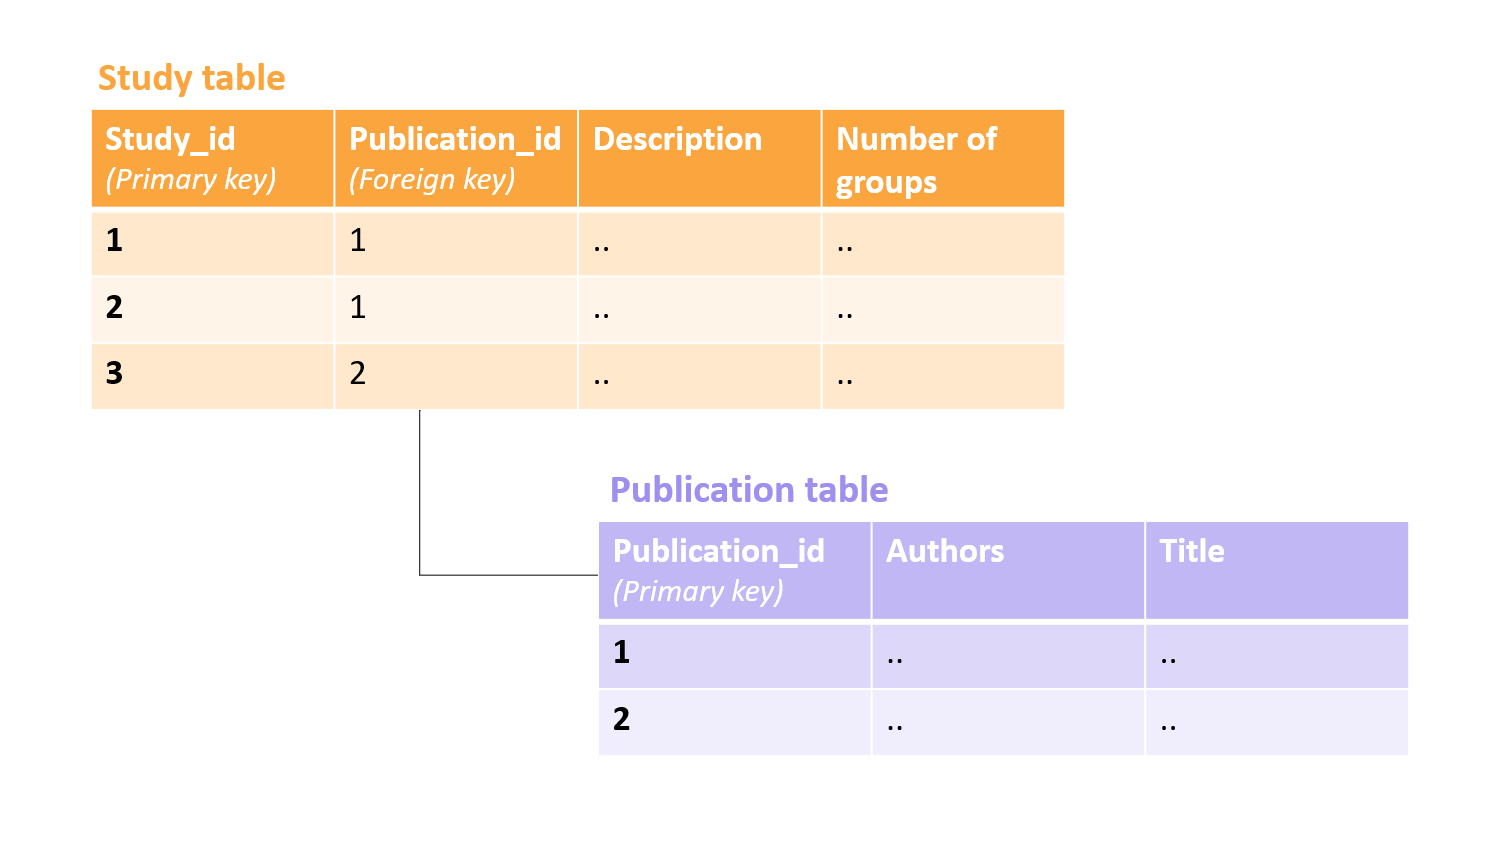 Study table
Study_id Publication_id Description Number of
(Primary key) (Foreign key) groups
1 1 .. ..
2 1 .. ..
3 2 .. ..
Publication table
Publication_id Authors Title
(Primary key)
1 .. ..
2 .. ..